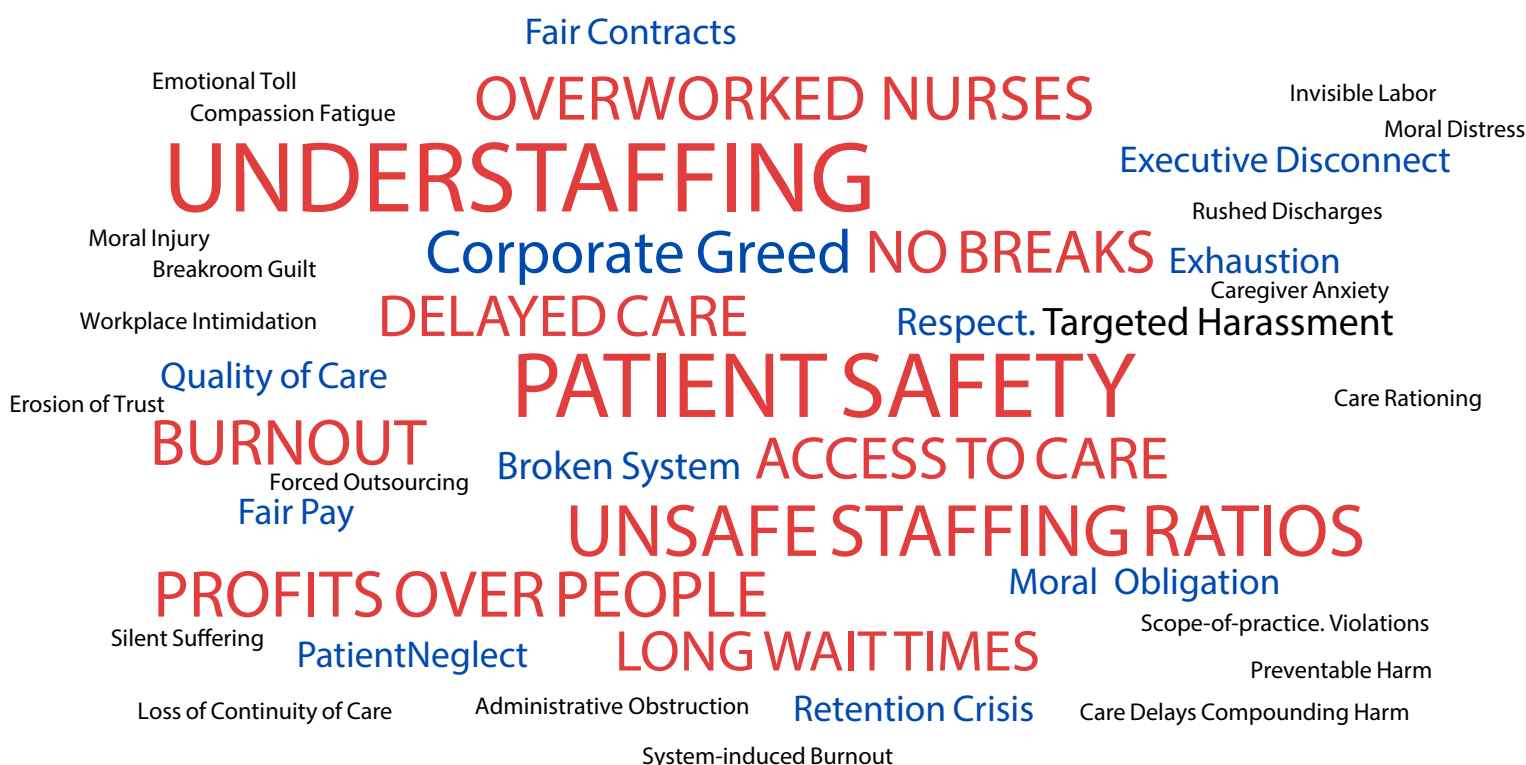 Fair Contracts
Emotional Toll
OVERWORKED NURSES
Invisible Labor
Compassion Fatigue
Moral Distress
UNDERSTAFFING
Executive Disconnect
Rushed Discharges
Moral Injury
Corporate Greed
NO BREAKS
Exhaustion
Breakroom Guilt
Caregiver Anxiety
Workplace Intimidation
DELAYED CARE
Respect. Targeted Harassment
Quality of Care
PATIENT SAFETY
Erosion of Trust
Care Rationing
BURNOUT
Broken System
ACCESS TO CARE
Forced Outsourcing
Fair Pay
UNSAFE STAFFING RATIOS
PROFITS OVER PEOPLE
Moral Obligation
Silent Suffering
Scope-of-practice. Violations
PatientNeglect
LONG WAIT TIMES
Preventable Harm
Loss of Continuity of Care
Administrative Obstruction
Retention Crisis
Care Delays Compounding Harm
System-induced Burnout